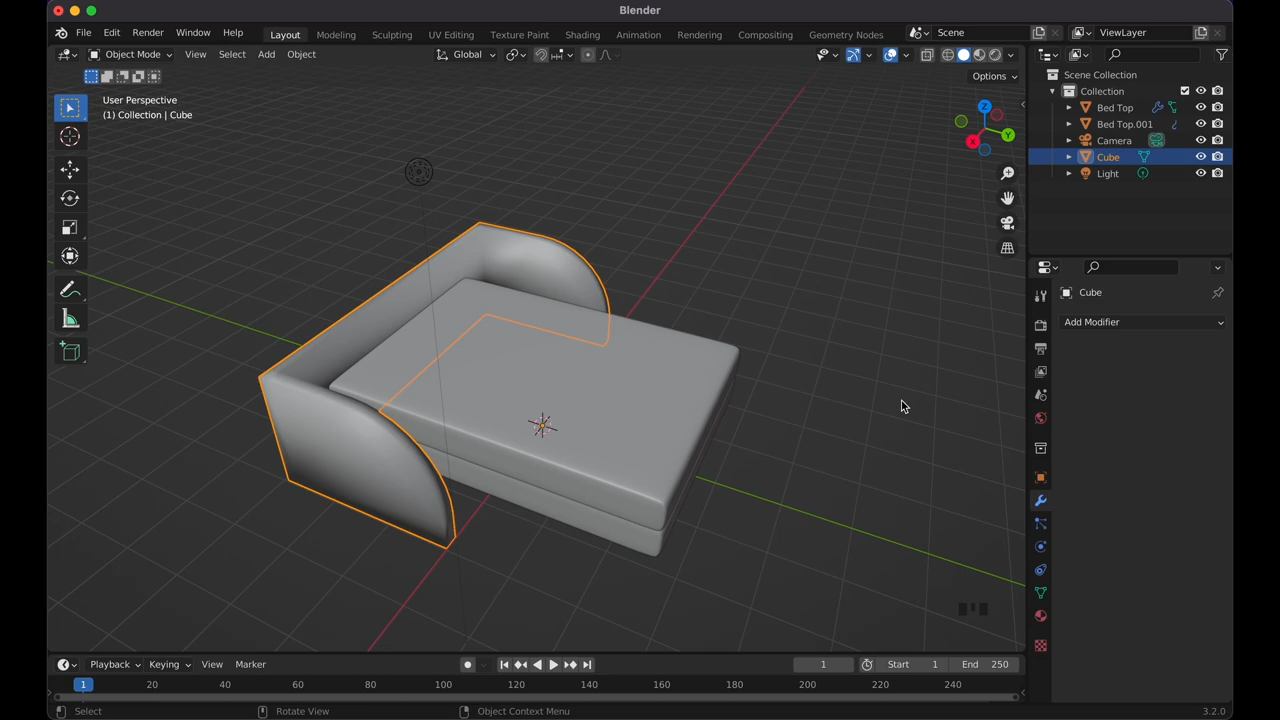 Blender
File Edit Render Window Help Layout Modeling Sculpting UV Editing Texture Paint Shading Animation Rendering Compositing Geometry Nodes Scene ViewLayer
Object Mode View Select Add Object Global
Options
User Perspective
(1) Collection | Cube
Z
Y
X
Scene Collection
Collection
Bed Top
Bed Top.001
Camera
Cube
Light
Cube
Add Modifier
Playback Keying View Marker 1 Start 1 End 250
1 20 40 60 80 100 120 140 160 180 200 220 240
Select Rotate View Object Context Menu 3.2.0